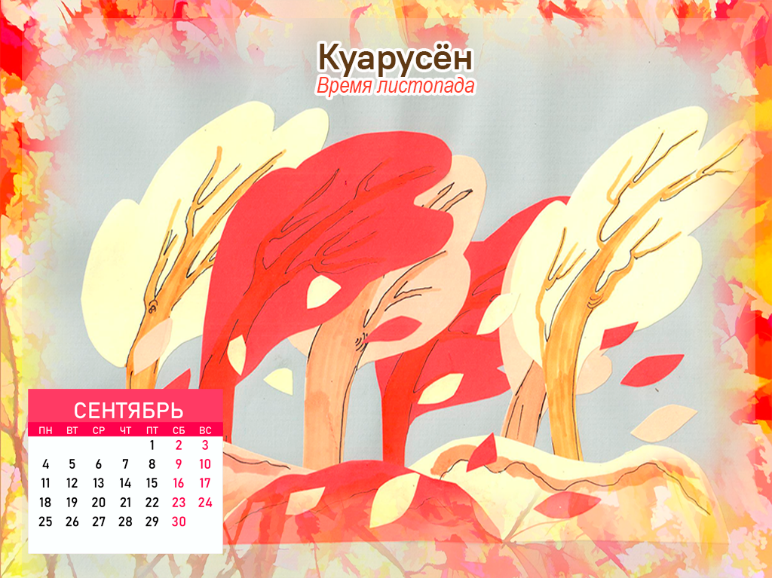 Куарусён
Время листопада
СЕНТЯБРЬ
ПН ВТ СР ЧТ ПТ СБ ВС
1 2 3
4 5 6 7 8 9 10
11 12 13 14 15 16 17
18 19 20 21 22 23 24
25 26 27 28 29 30